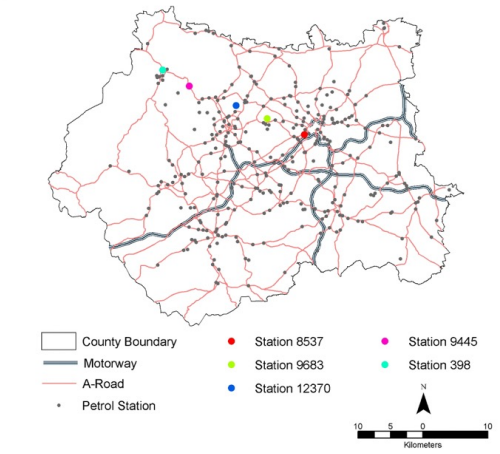 County Boundary
Motorway
A-Road
Petrol Station
Station 8537
Station 9683
Station 12370
Station 9445
Station 398
N
10 5 0 10
Kilometers